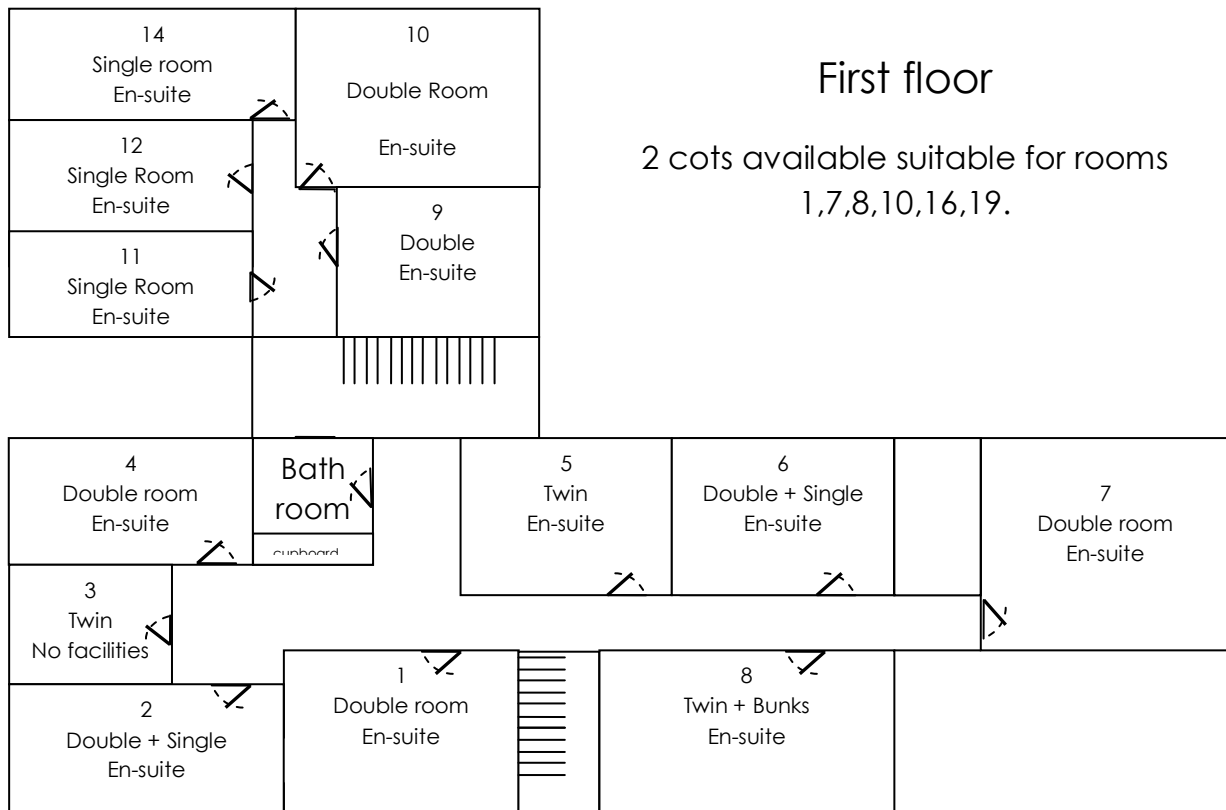 14
Single room
En-suite
10
Double Room
En-suite
First floor
2 cots available suitable for rooms
1,7,8,10,16,19.
12
Single Room
En-suite
9
Double
En-suite
11
Single Room
En-suite
4
Double room
En-suite
Bath
room
cupboard
5
Twin
En-suite
6
Double + Single
En-suite
7
Double room
En-suite
3
Twin
No facilities
2
Double + Single
En-suite
1
Double room
En-suite
8
Twin + Bunks
En-suite